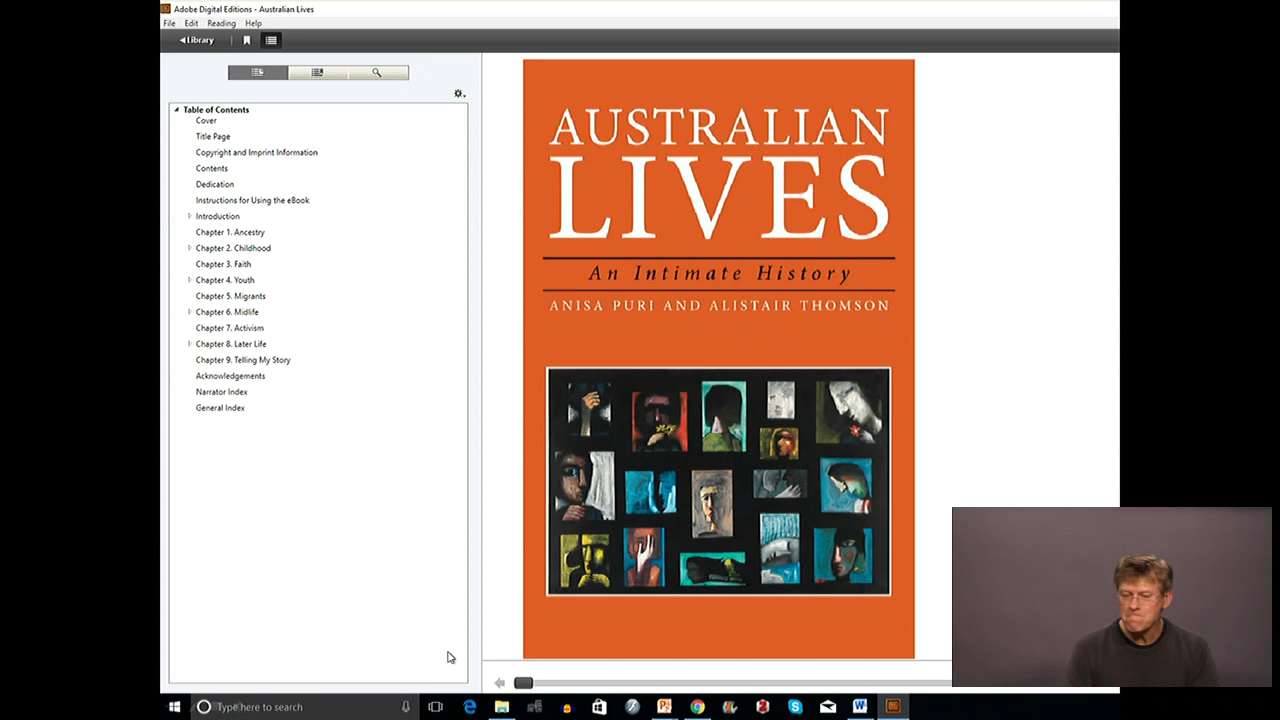 Adobe Digital Editions - Australian Lives
File Edit Reading Help
Library
Table of Contents
Cover
Title Page
Copyright and Imprint Information
Contents
Dedication
Instructions for Using the eBook
Introduction
Chapter 1. Ancestry
Chapter 2. Childhood
Chapter 3. Faith
Chapter 4. Youth
Chapter 5. Migrants
Chapter 6. Midlife
Chapter 7. Activism
Chapter 8. Later Life
Chapter 9. Telling My Story
Acknowledgements
Narrator Index
General Index
AUSTRALIAN
LIVES
An Intimate History
ANISA PURI AND ALISTAIR THOMSON
Type here to search